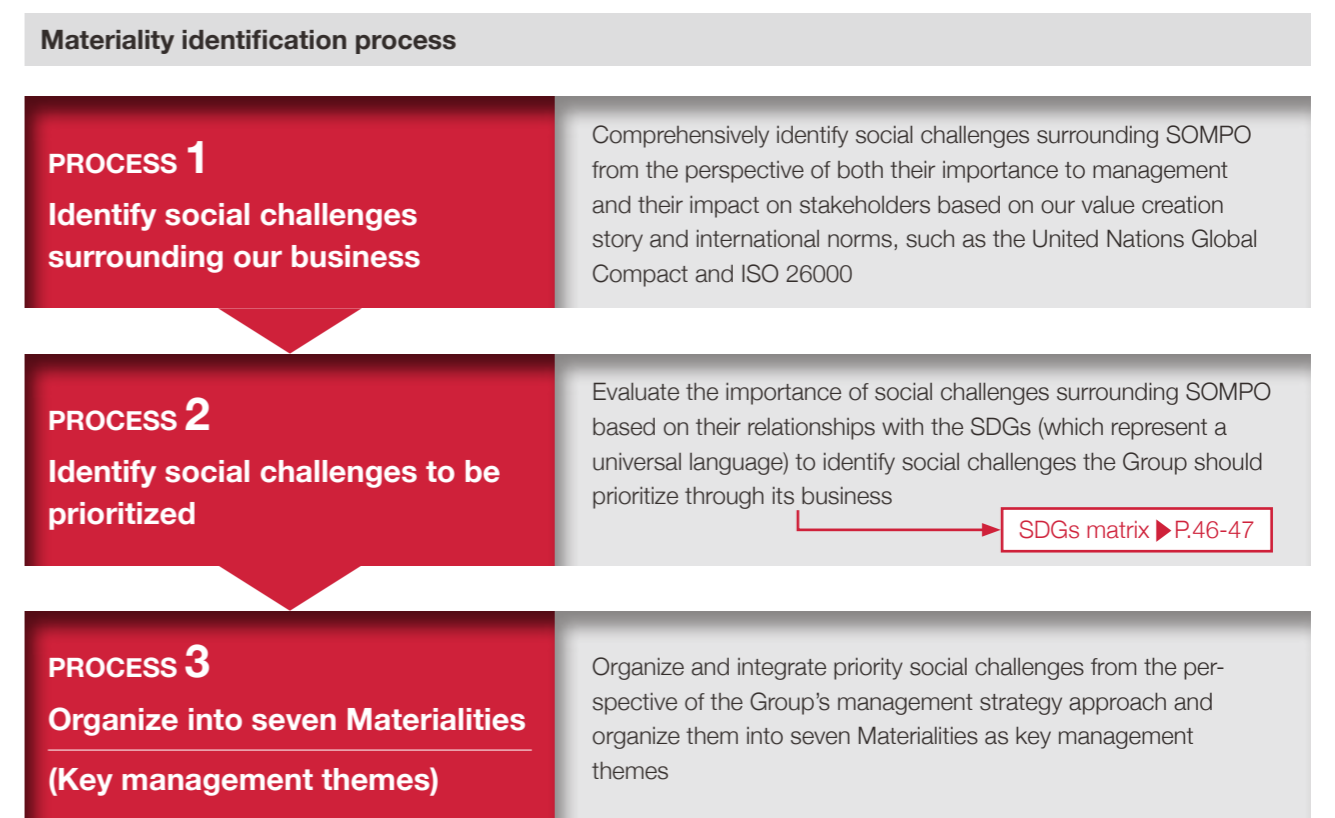 Materiality identification process
PROCESS 1
Identify social challenges
surrounding our business
Comprehensively identify social challenges surrounding SOMPO
from the perspective of both their importance to management
and their impact on stakeholders based on our value creation
story and international norms, such as the United Nations Global
Compact and ISO 26000
PROCESS 2
Identify social challenges to be
prioritized
Evaluate the importance of social challenges surrounding SOMPO
based on their relationships with the SDGs (which represent a
universal language) to identify social challenges the Group should
prioritize through its business
SDGs matrix ▶P.46-47
PROCESS 3
Organize into seven Materialities
(Key management themes)
Organize and integrate priority social challenges from the per-
spective of the Group’s management strategy approach and
organize them into seven Materialities as key management
themes